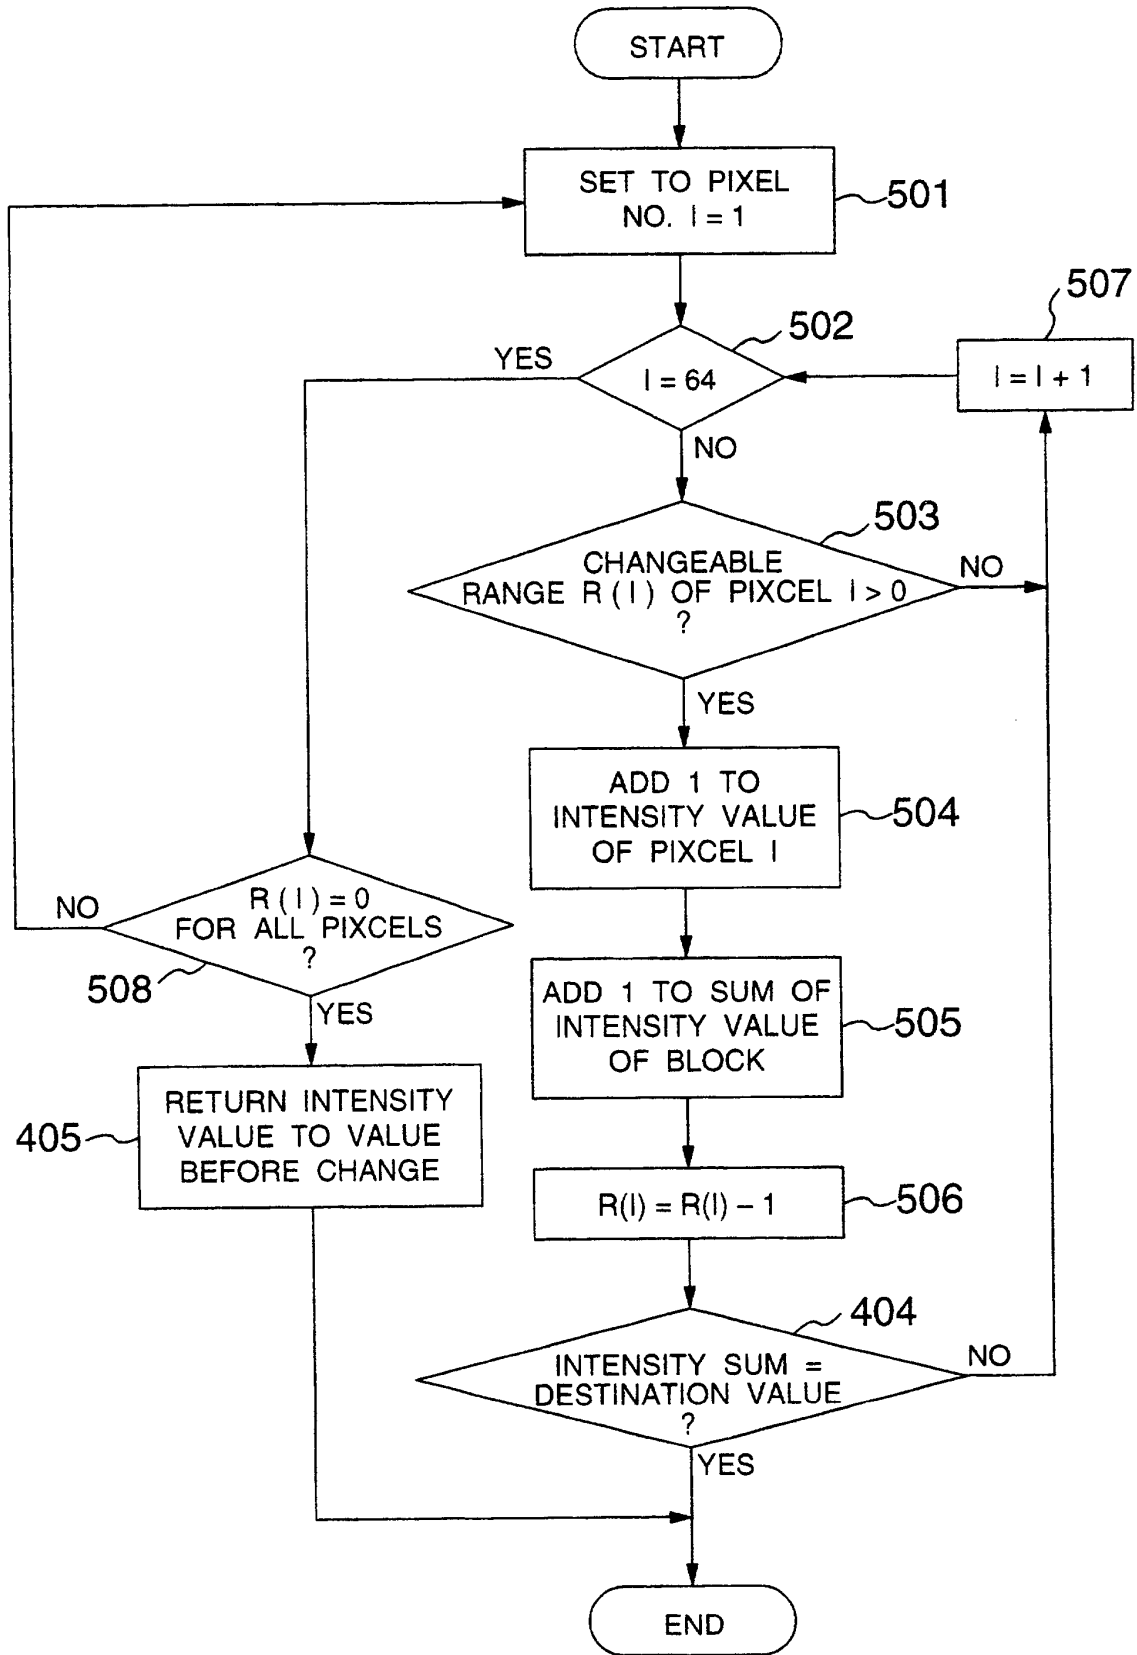 START
SET TO PIXEL
NO. I = 1
501
507
502
YES
I = 64
I = I + 1
NO
503
CHANGEABLE
RANGE R ( I ) OF PIXCEL I > 0
?
NO
YES
ADD 1 TO
INTENSITY VALUE
OF PIXCEL I
504
R ( I ) = 0
FOR ALL PIXCELS
?
NO
508
YES
ADD 1 TO SUM OF
INTENSITY VALUE
OF BLOCK
505
RETURN INTENSITY
VALUE TO VALUE
BEFORE CHANGE
405
R(I) = R(I) – 1
506
404
INTENSITY SUM =
DESTINATION VALUE
?
NO
YES
END